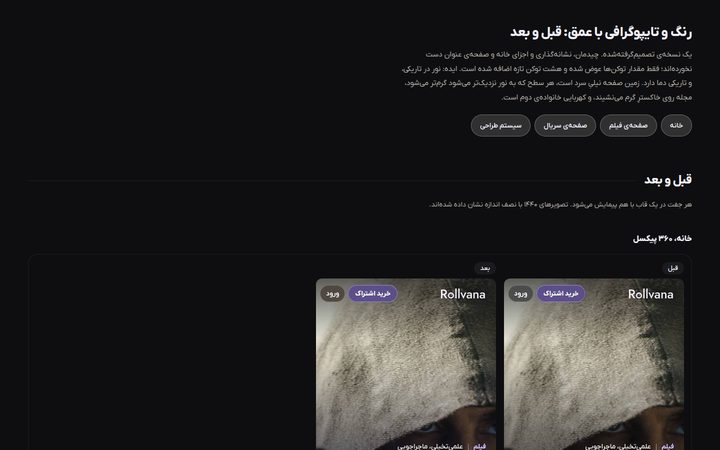 رنگ و تایپوگرافی با عمق: قبل و بعد
یک نسخه‌ی تصمیم‌گرفته‌شده. چیدمان، نشانه‌گذاری و اجزای خانه و صفحه‌ی عنوان دست
نخورده‌اند؛ فقط مقدار توکن‌ها عوض شده و هشت توکن تازه اضافه شده است. ایده: نور در تاریکی،
و تاریکی دما دارد. زمین صفحه نیلیِ سرد است، هر سطح که به نور نزدیک‌تر می‌شود گرم‌تر می‌شود،
مجله روی خاکستر گرم می‌نشیند، و کهربایی خانواده‌ی دوم است.
خانه
صفحه‌ی فیلم
صفحه‌ی سریال
سیستم طراحی
قبل و بعد
هر جفت در یک قاب با هم پیمایش می‌شود. تصویرهای ۱۴۴۰ با نصف اندازه نشان داده شده‌اند.
خانه، ۳۶۰ پیکسل
قبل
Rollvana
خرید اشتراک
ورود
فیلم | علمی‌تخیلی، ماجراجویی
بعد
Rollvana
خرید اشتراک
ورود
فیلم | علمی‌تخیلی، ماجراجویی